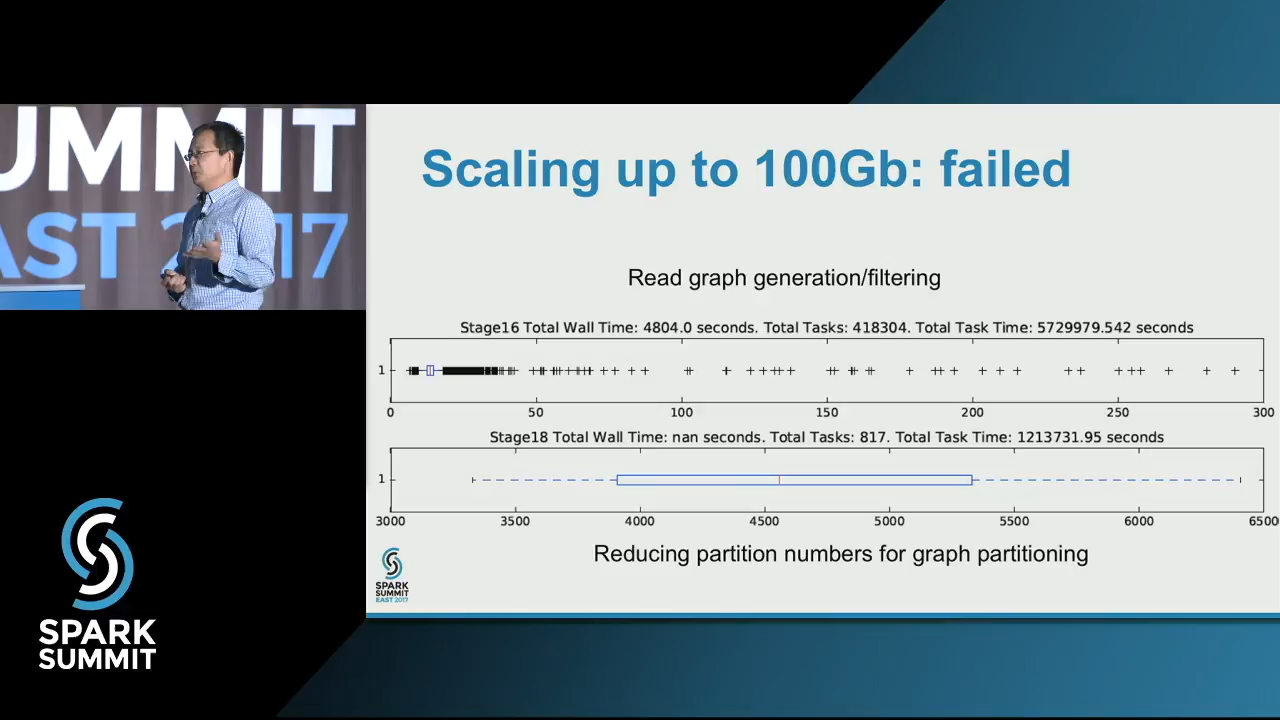 UMMIT
AST 2017
Scaling up to 100Gb: failed
Read graph generation/filtering
Stage16 Total Wall Time: 4804.0 seconds. Total Tasks: 418304. Total Task Time: 5729979.542 seconds
1
0 50 100 150 200 250 300
Stage18 Total Wall Time: nan seconds. Total Tasks: 817. Total Task Time: 1213731.95 seconds
1
3000 3500 4000 4500 5000 5500 6000 6500
Reducing partition numbers for graph partitioning
SPARK
SUMMIT
EAST 2017
SPARK
SUMMIT